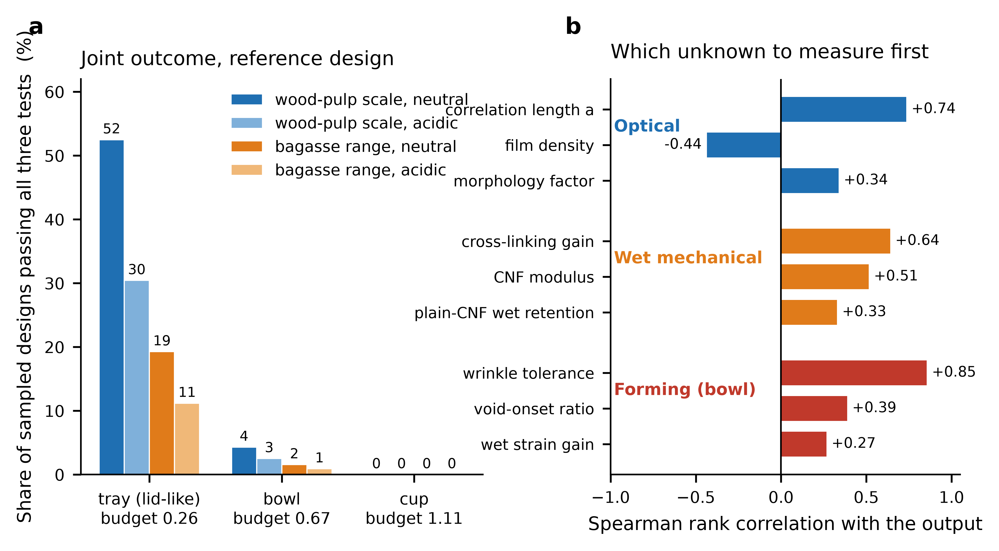 a
Joint outcome, reference design
Share of sampled designs passing all three tests (%)
60
50
40
30
20
10
0
wood-pulp scale, neutral
wood-pulp scale, acidic
bagasse range, neutral
bagasse range, acidic
52
30
19
11
4
3
2
1
0
0
0
0
tray (lid-like)
budget 0.26
bowl
budget 0.67
cup
budget 1.11
b
Which unknown to measure first
correlation length a
+0.74
Optical
film density
-0.44
morphology factor
+0.34
cross-linking gain
+0.64
Wet mechanical
CNF modulus
+0.51
plain-CNF wet retention
+0.33
wrinkle tolerance
+0.85
Forming (bowl)
void-onset ratio
+0.39
wet strain gain
+0.27
−1.0
−0.5
0.0
0.5
1.0
Spearman rank correlation with the output